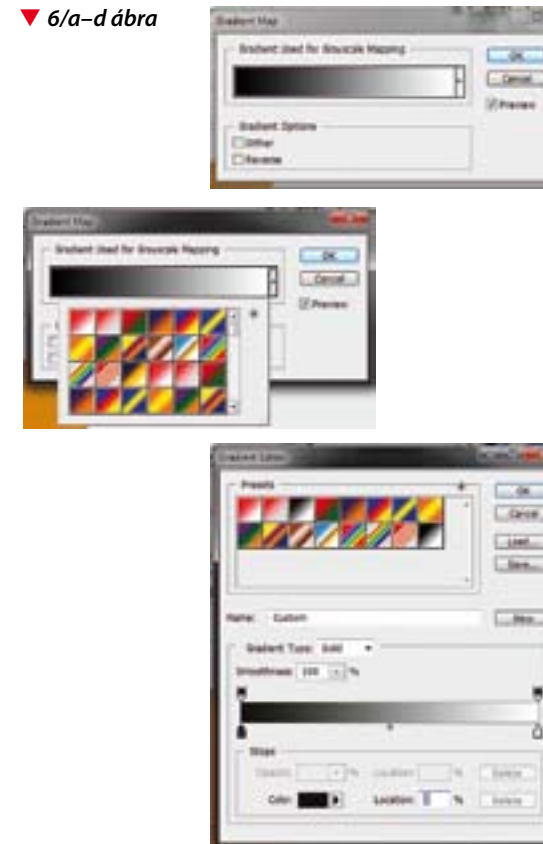 ▼ 6/a–d ábra
Gradient Map
Gradient Used for Grayscale Mapping
OK
Cancel
Preview
Gradient Options
Dither
Reverse
Gradient Map
Gradient Used for Grayscale Mapping
OK
Cancel
Preview
Gradient Editor
Presets
OK
Cancel
Load...
Save...
Name: Custom
New
Gradient Type: Solid
Smoothness: 100 %
Stops
Opacity: % Location: % Delete
Color: Location: % Delete